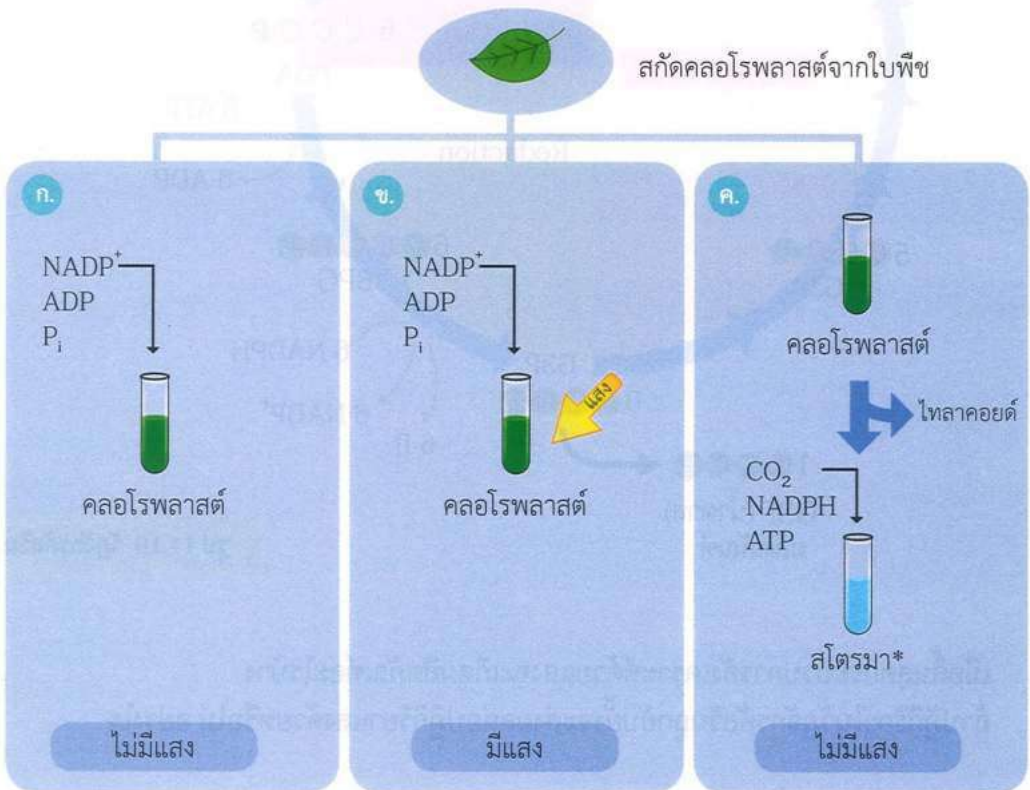 สกัดคลอโรพลาสต์จากใบพืช
ก.
NADP⁺
ADP
Pᵢ
คลอโรพลาสต์
ไม่มีแสง
ข.
NADP⁺
ADP
Pᵢ
แสง
คลอโรพลาสต์
มีแสง
ค.
คลอโรพลาสต์
ไทลาคอยด์
CO₂
NADPH
ATP
สโตรมา*
ไม่มีแสง